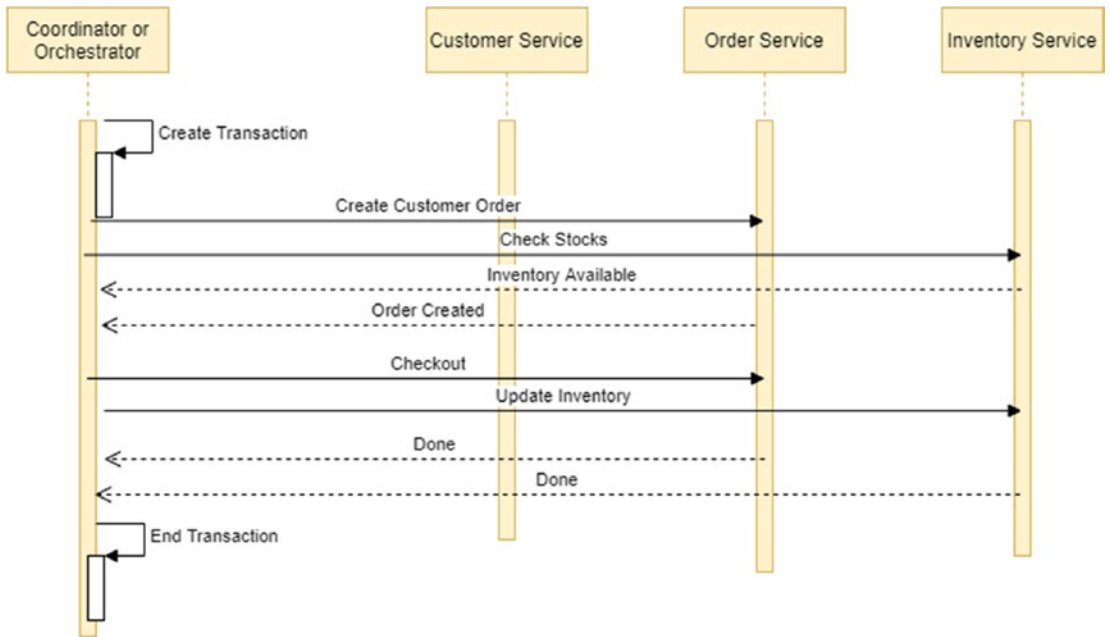 Coordinator or
Orchestrator
Customer Service
Order Service
Inventory Service
Create Transaction
Create Customer Order
Check Stocks
Inventory Available
Order Created
Checkout
Update Inventory
Done
Done
End Transaction